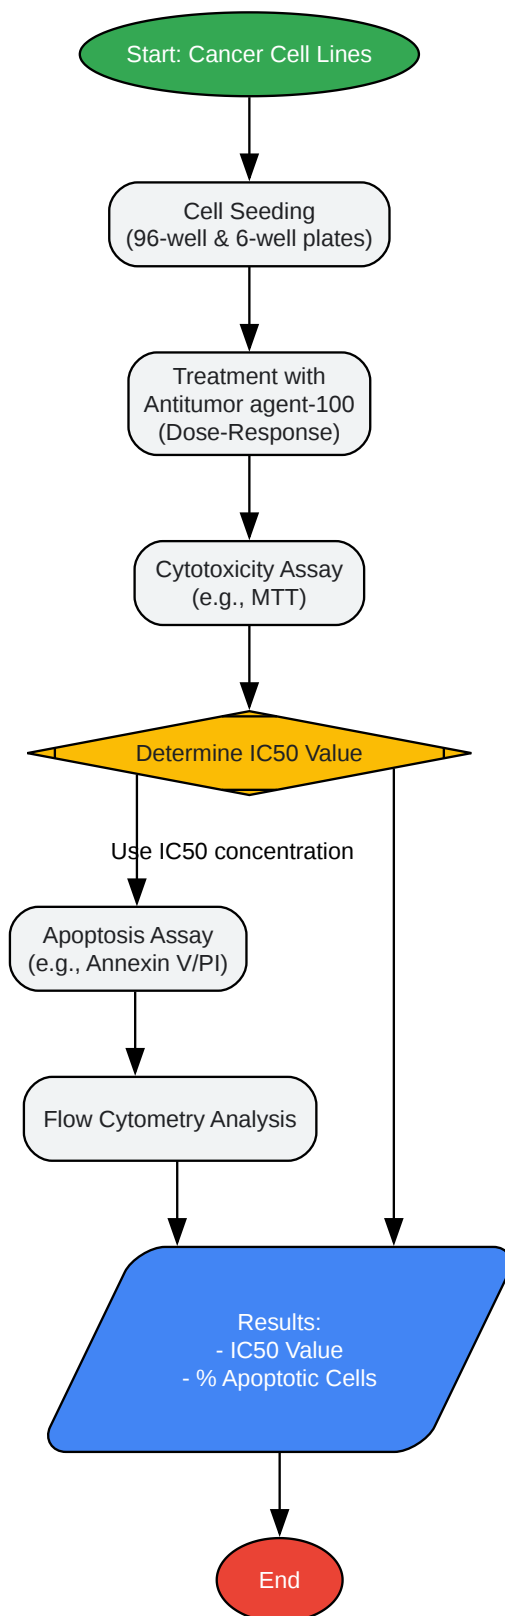 Start: Cancer Cell Lines
Cell Seeding
(96-well & 6-well plates)
Treatment with
Antitumor agent-100
(Dose-Response)
Cytotoxicity Assay
(e.g., MTT)
Determine IC50 Value
Use IC50 concentration
Apoptosis Assay
(e.g., Annexin V/PI)
Flow Cytometry Analysis
Results:
- IC50 Value
- % Apoptotic Cells
End